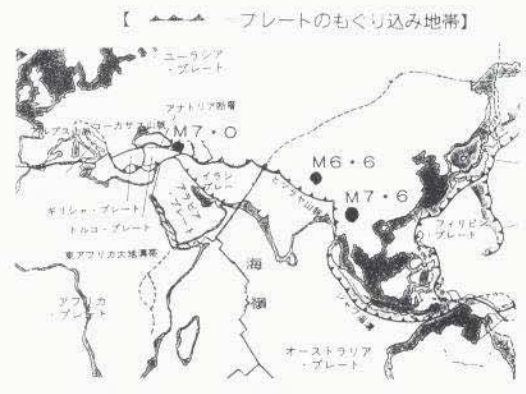 【 ▲▲▲ ─プレートのもぐり込み地帯】
ユーラシア
・プレート
アナトリア断層
アルプス山脈
コーカサス山脈
M7・0
イラン
・プレート
アラビア
プレート
M6・6
M7・6
ヒマラヤ山脈
ギリシャ・プレート
トルコ・プレート
フィリピン
・プレート
東アフリカ大地溝帯
海
嶺
アフリカ
・プレート
オーストラリア
・プレート